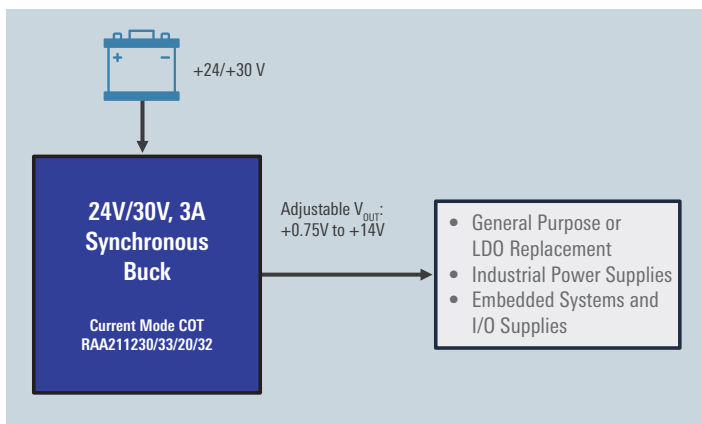 + −
+24/+30 V
24V/30V, 3A
Synchronous
Buck
Current Mode COT
RAA211230/33/20/32
Adjustable VOUT:
+0.75V to +14V
• General Purpose or
LDO Replacement
• Industrial Power Supplies
• Embedded Systems and
I/O Supplies